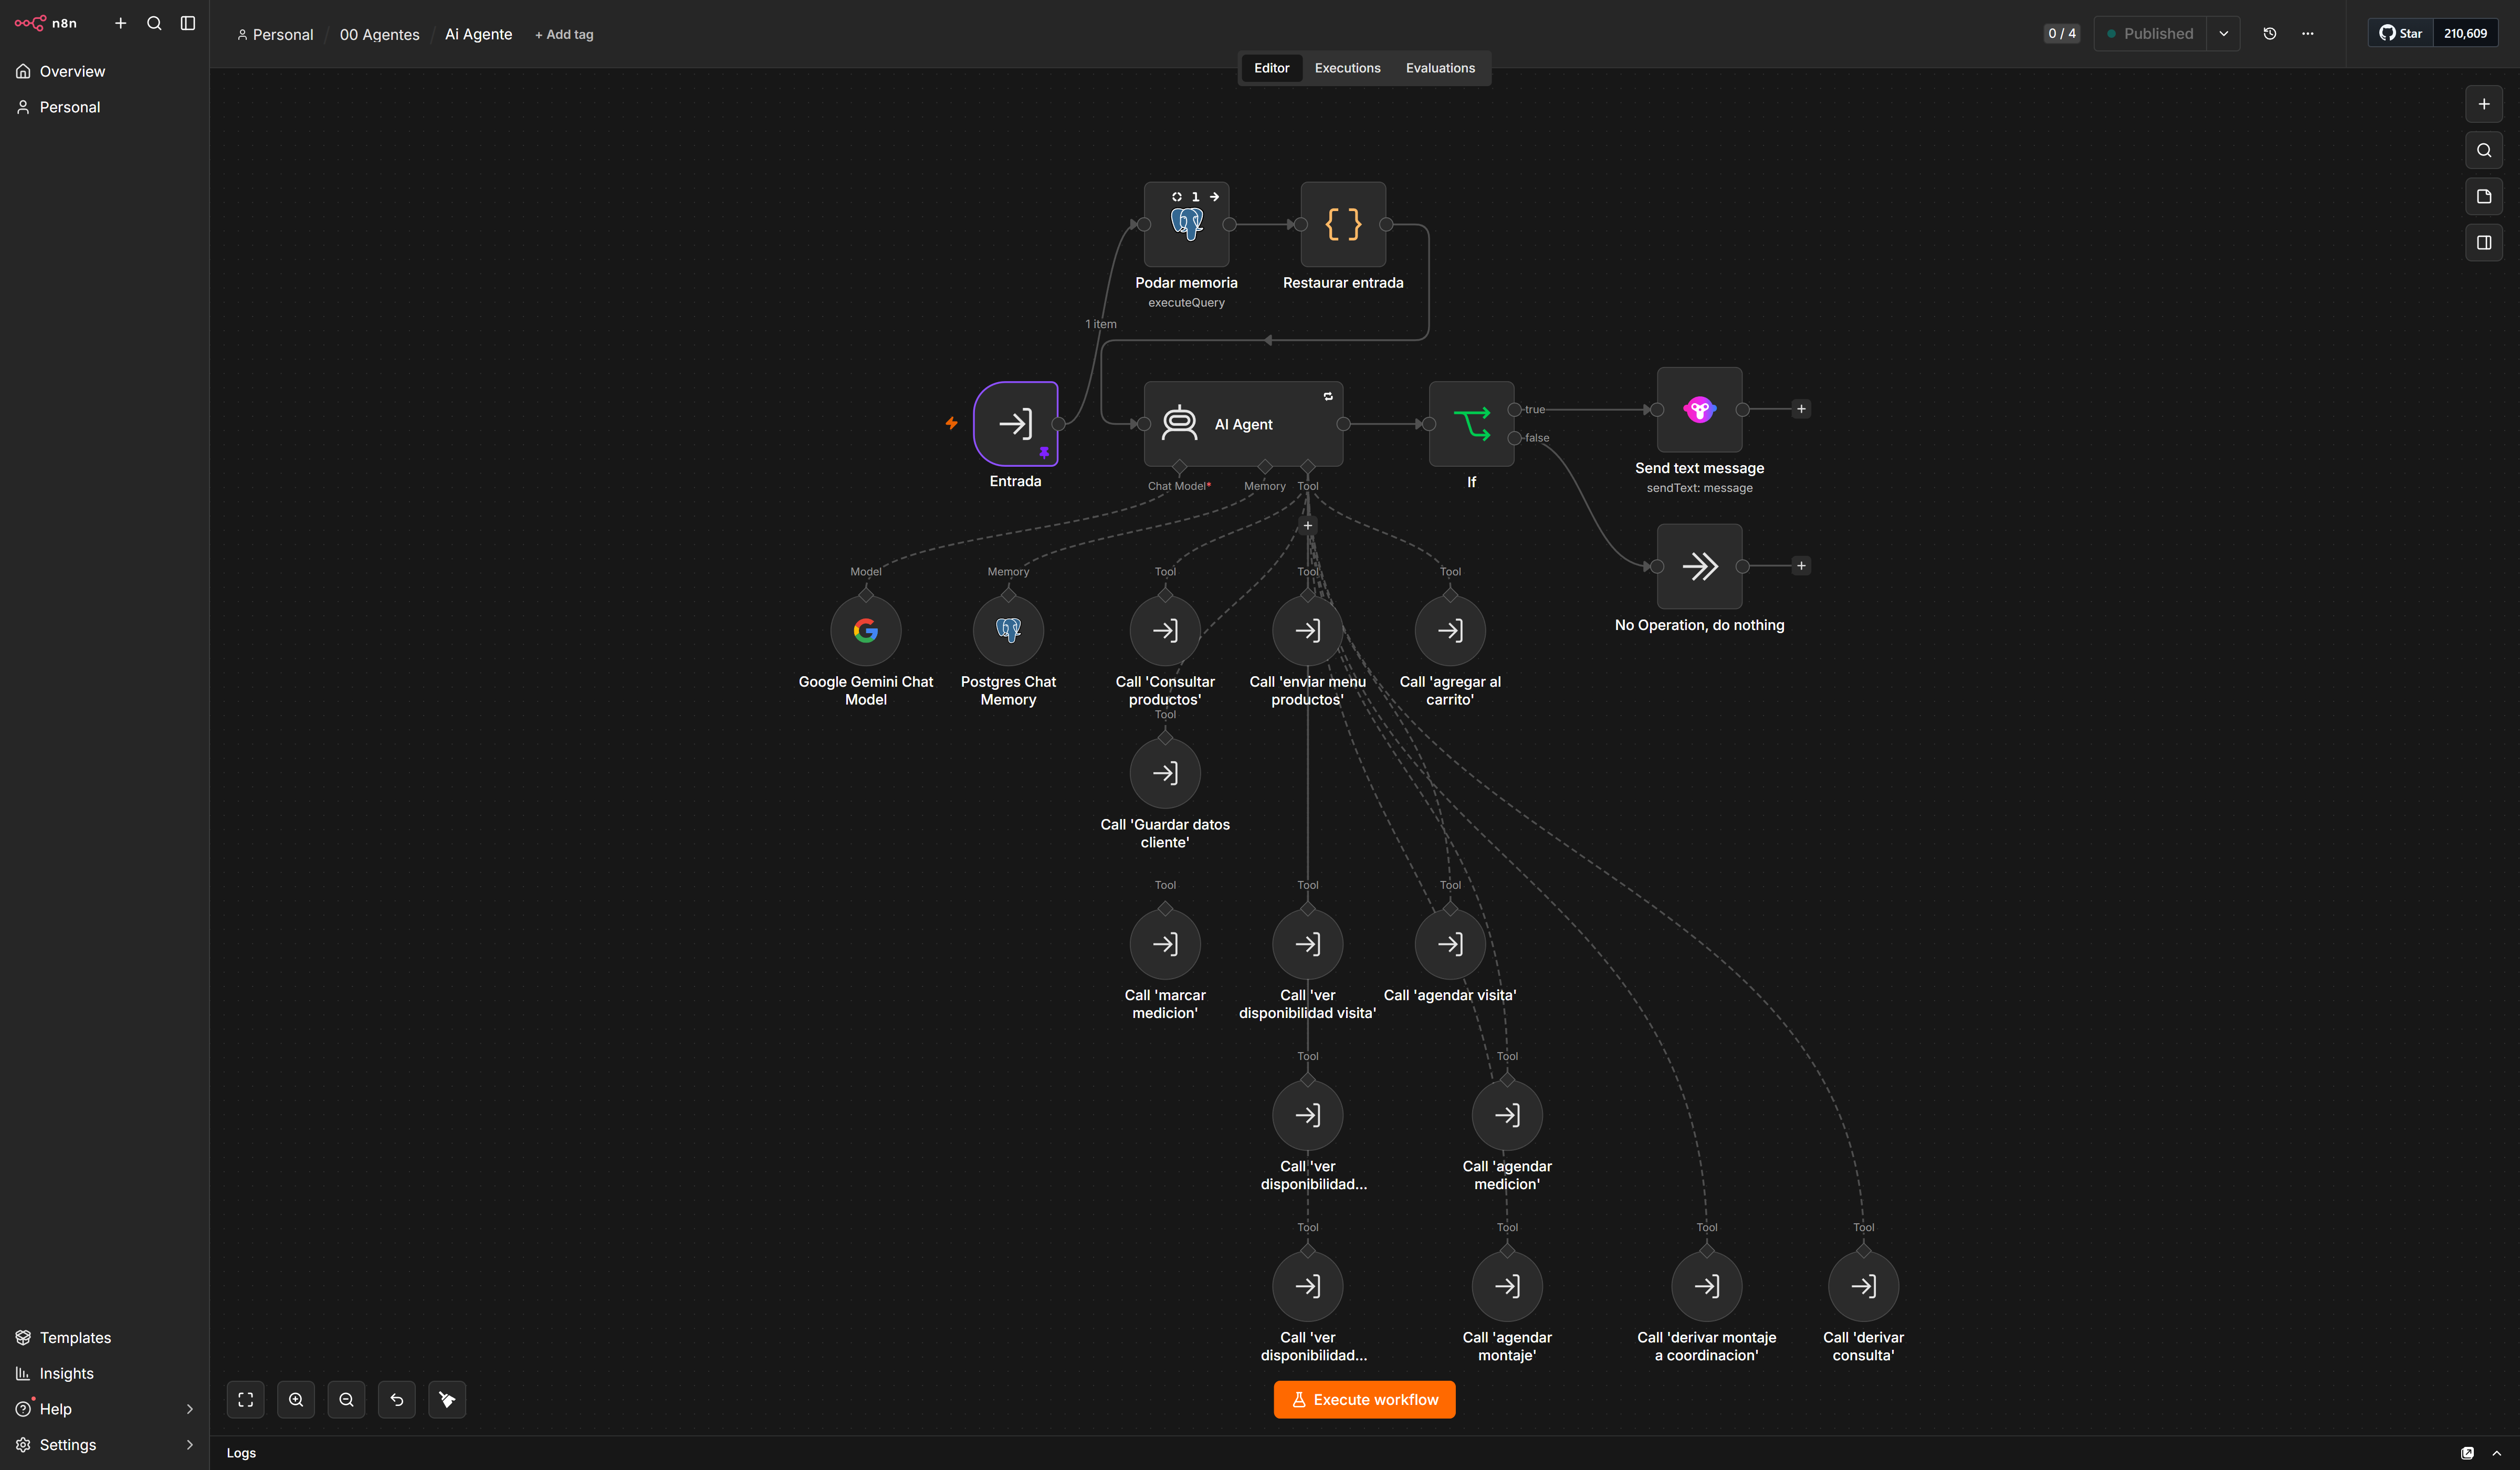 n8n
Overview
Personal
Personal / 00 Agentes / Ai Agente + Add tag
0 / 4
Published
Star 210,609
Editor Executions Evaluations
1 →
Podar memoria
executeQuery
Restaurar entrada
1 item
Entrada
AI Agent
Chat Model*
Memory
Tool
If
true
false
Send text message
sendText: message
No Operation, do nothing
Model
Google Gemini Chat
Model
Memory
Postgres Chat
Memory
Tool
Call 'Consultar
productos'
Tool
Call 'enviar menu
productos'
Tool
Call 'agregar al
carrito'
Tool
Call 'Guardar datos
cliente'
Tool
Call 'marcar
medicion'
Tool
Call 'ver
disponibilidad visita'
Tool
Call 'agendar visita'
Tool
Call 'ver
disponibilidad...
Tool
Call 'agendar
medicion'
Tool
Call 'ver
disponibilidad...
Tool
Call 'agendar
montaje'
Tool
Call 'derivar montaje
a coordinacion'
Tool
Call 'derivar
consulta'
Templates
Insights
Help
Settings
Execute workflow
Logs